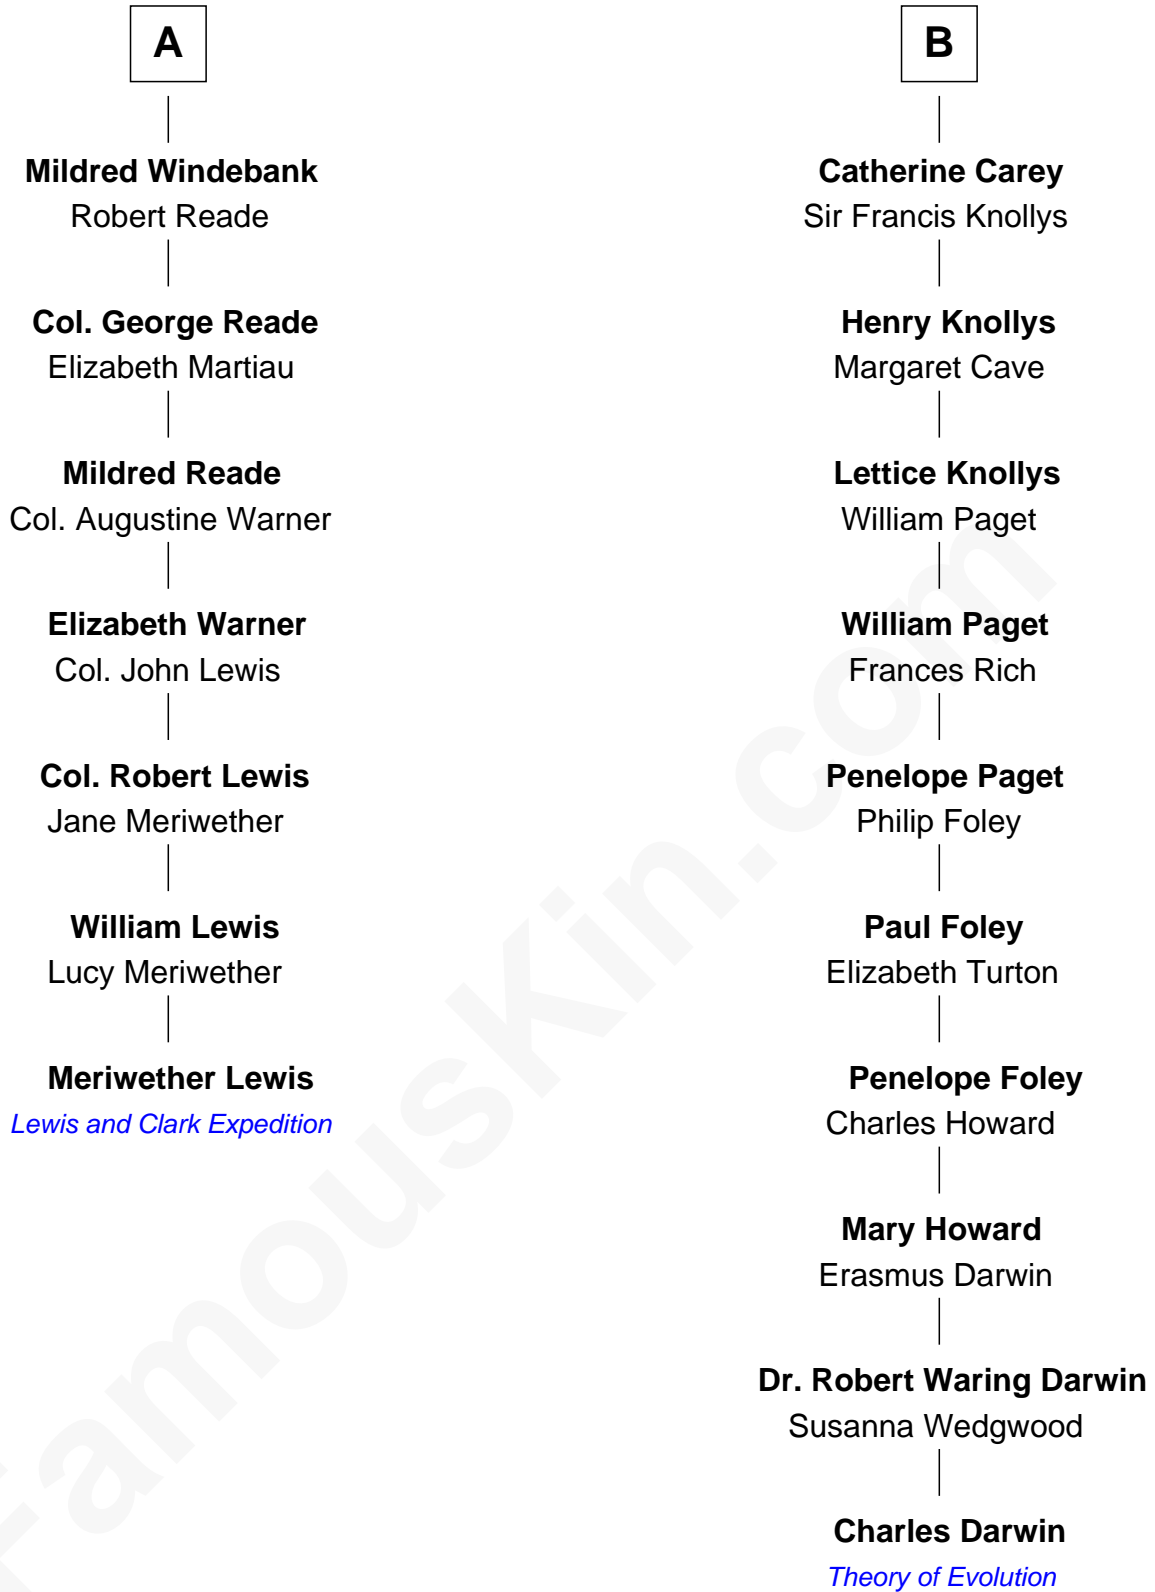 A
Mildred Windebank
Robert Reade
Col. George Reade
Elizabeth Martiau
Mildred Reade
Col. Augustine Warner
Elizabeth Warner
Col. John Lewis
Col. Robert Lewis
Jane Meriwether
William Lewis
Lucy Meriwether
Meriwether Lewis
Lewis and Clark Expedition
B
Catherine Carey
Sir Francis Knollys
Henry Knollys
Margaret Cave
Lettice Knollys
William Paget
William Paget
Frances Rich
Penelope Paget
Philip Foley
Paul Foley
Elizabeth Turton
Penelope Foley
Charles Howard
Mary Howard
Erasmus Darwin
Dr. Robert Waring Darwin
Susanna Wedgwood
Charles Darwin
Theory of Evolution
FamousKin.com